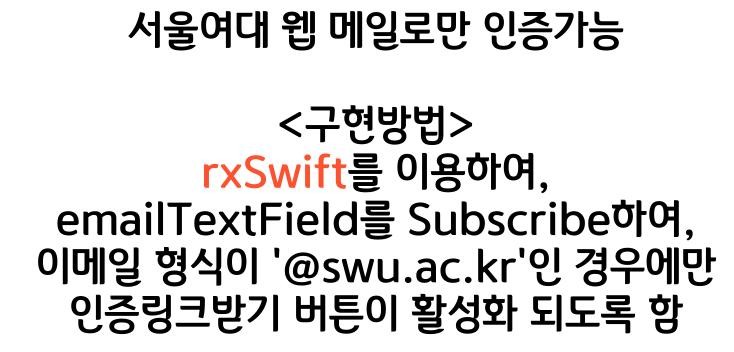 서울여대 웹 메일로만 인증가능
<구현방법>
rxSwift를 이용하여,
emailTextField를 Subscribe하여,
이메일 형식이 '@swu.ac.kr'인 경우에만
인증링크받기 버튼이 활성화 되도록 함